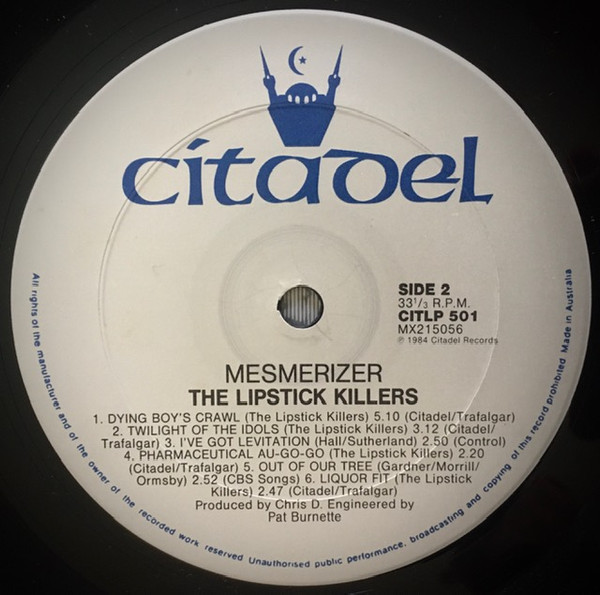 citadel
SIDE 2
33 1/3 R.P.M.
CITLP 501
MX215056
℗ 1984 Citadel Records
MESMERIZER
THE LIPSTICK KILLERS
1. DYING BOY'S CRAWL (The Lipstick Killers) 5.10 (Citadel/Trafalgar)
2. TWILIGHT OF THE IDOLS (The Lipstick Killers) 3.12 (Citadel/
Trafalgar) 3. I'VE GOT LEVITATION (Hall/Sutherland) 2.50 (Control)
4. PHARMACEUTICAL AU-GO-GO (The Lipstick Killers) 2.20
(Citadel/Trafalgar) 5. OUT OF OUR TREE (Gardner/Morrill/
Ormsby) 2.52 (CBS Songs) 6. LIQUOR FIT (The Lipstick
Killers) 2.47 (Citadel/Trafalgar)
Produced by Chris D. Engineered by
Pat Burnette
All rights of the manufacturer and of the owner of the recorded work reserved Unauthorised public performance, broadcasting and copying of this record prohibited Made in Australia